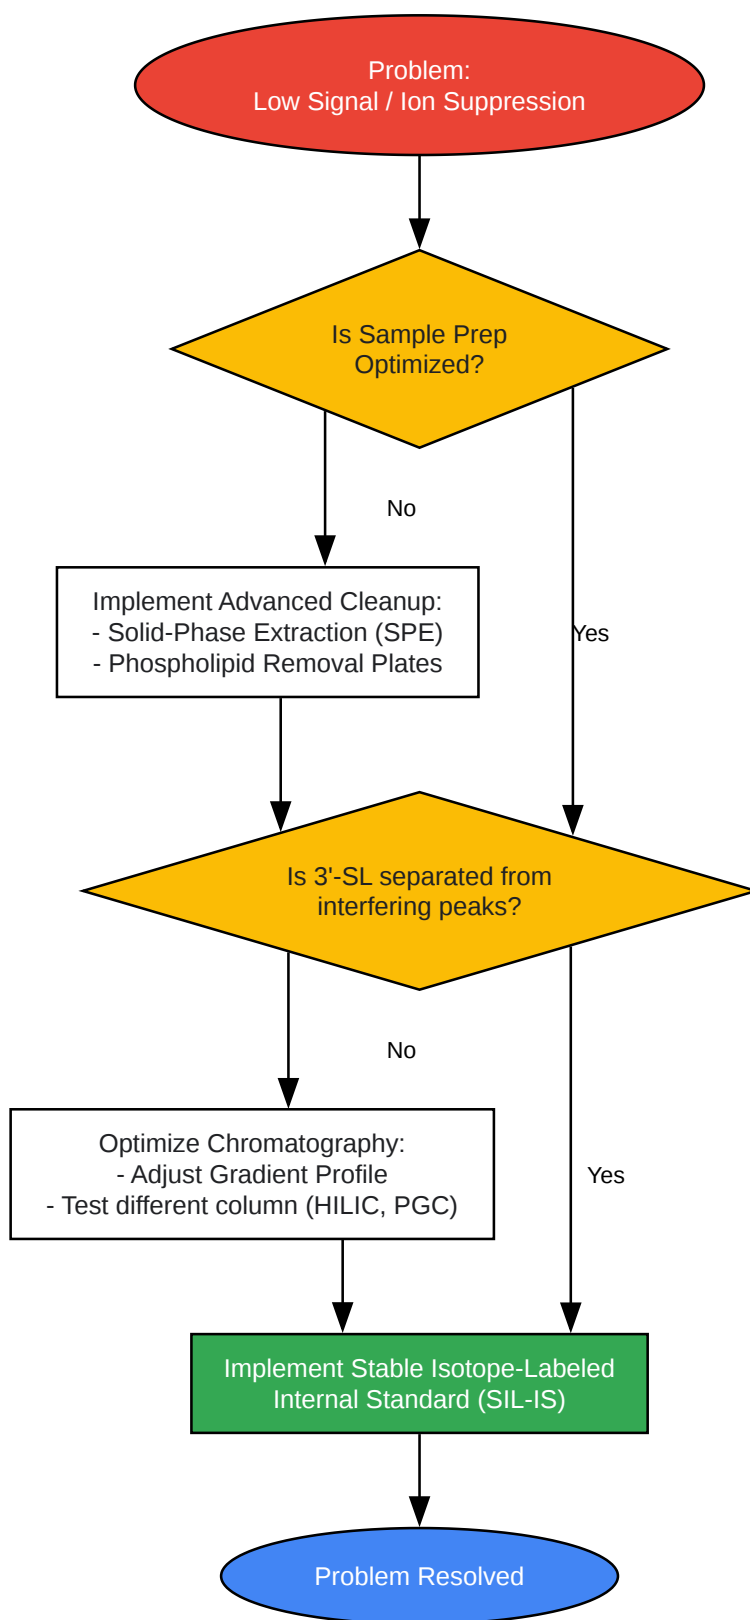 Problem:
Low Signal / Ion Suppression
Is Sample Prep
Optimized?
No
Implement Advanced Cleanup:
- Solid-Phase Extraction (SPE)
- Phospholipid Removal Plates
Yes
Is 3'-SL separated from
interfering peaks?
No
Optimize Chromatography:
- Adjust Gradient Profile
- Test different column (HILIC, PGC)
Yes
Implement Stable Isotope-Labeled
Internal Standard (SIL-IS)
Problem Resolved